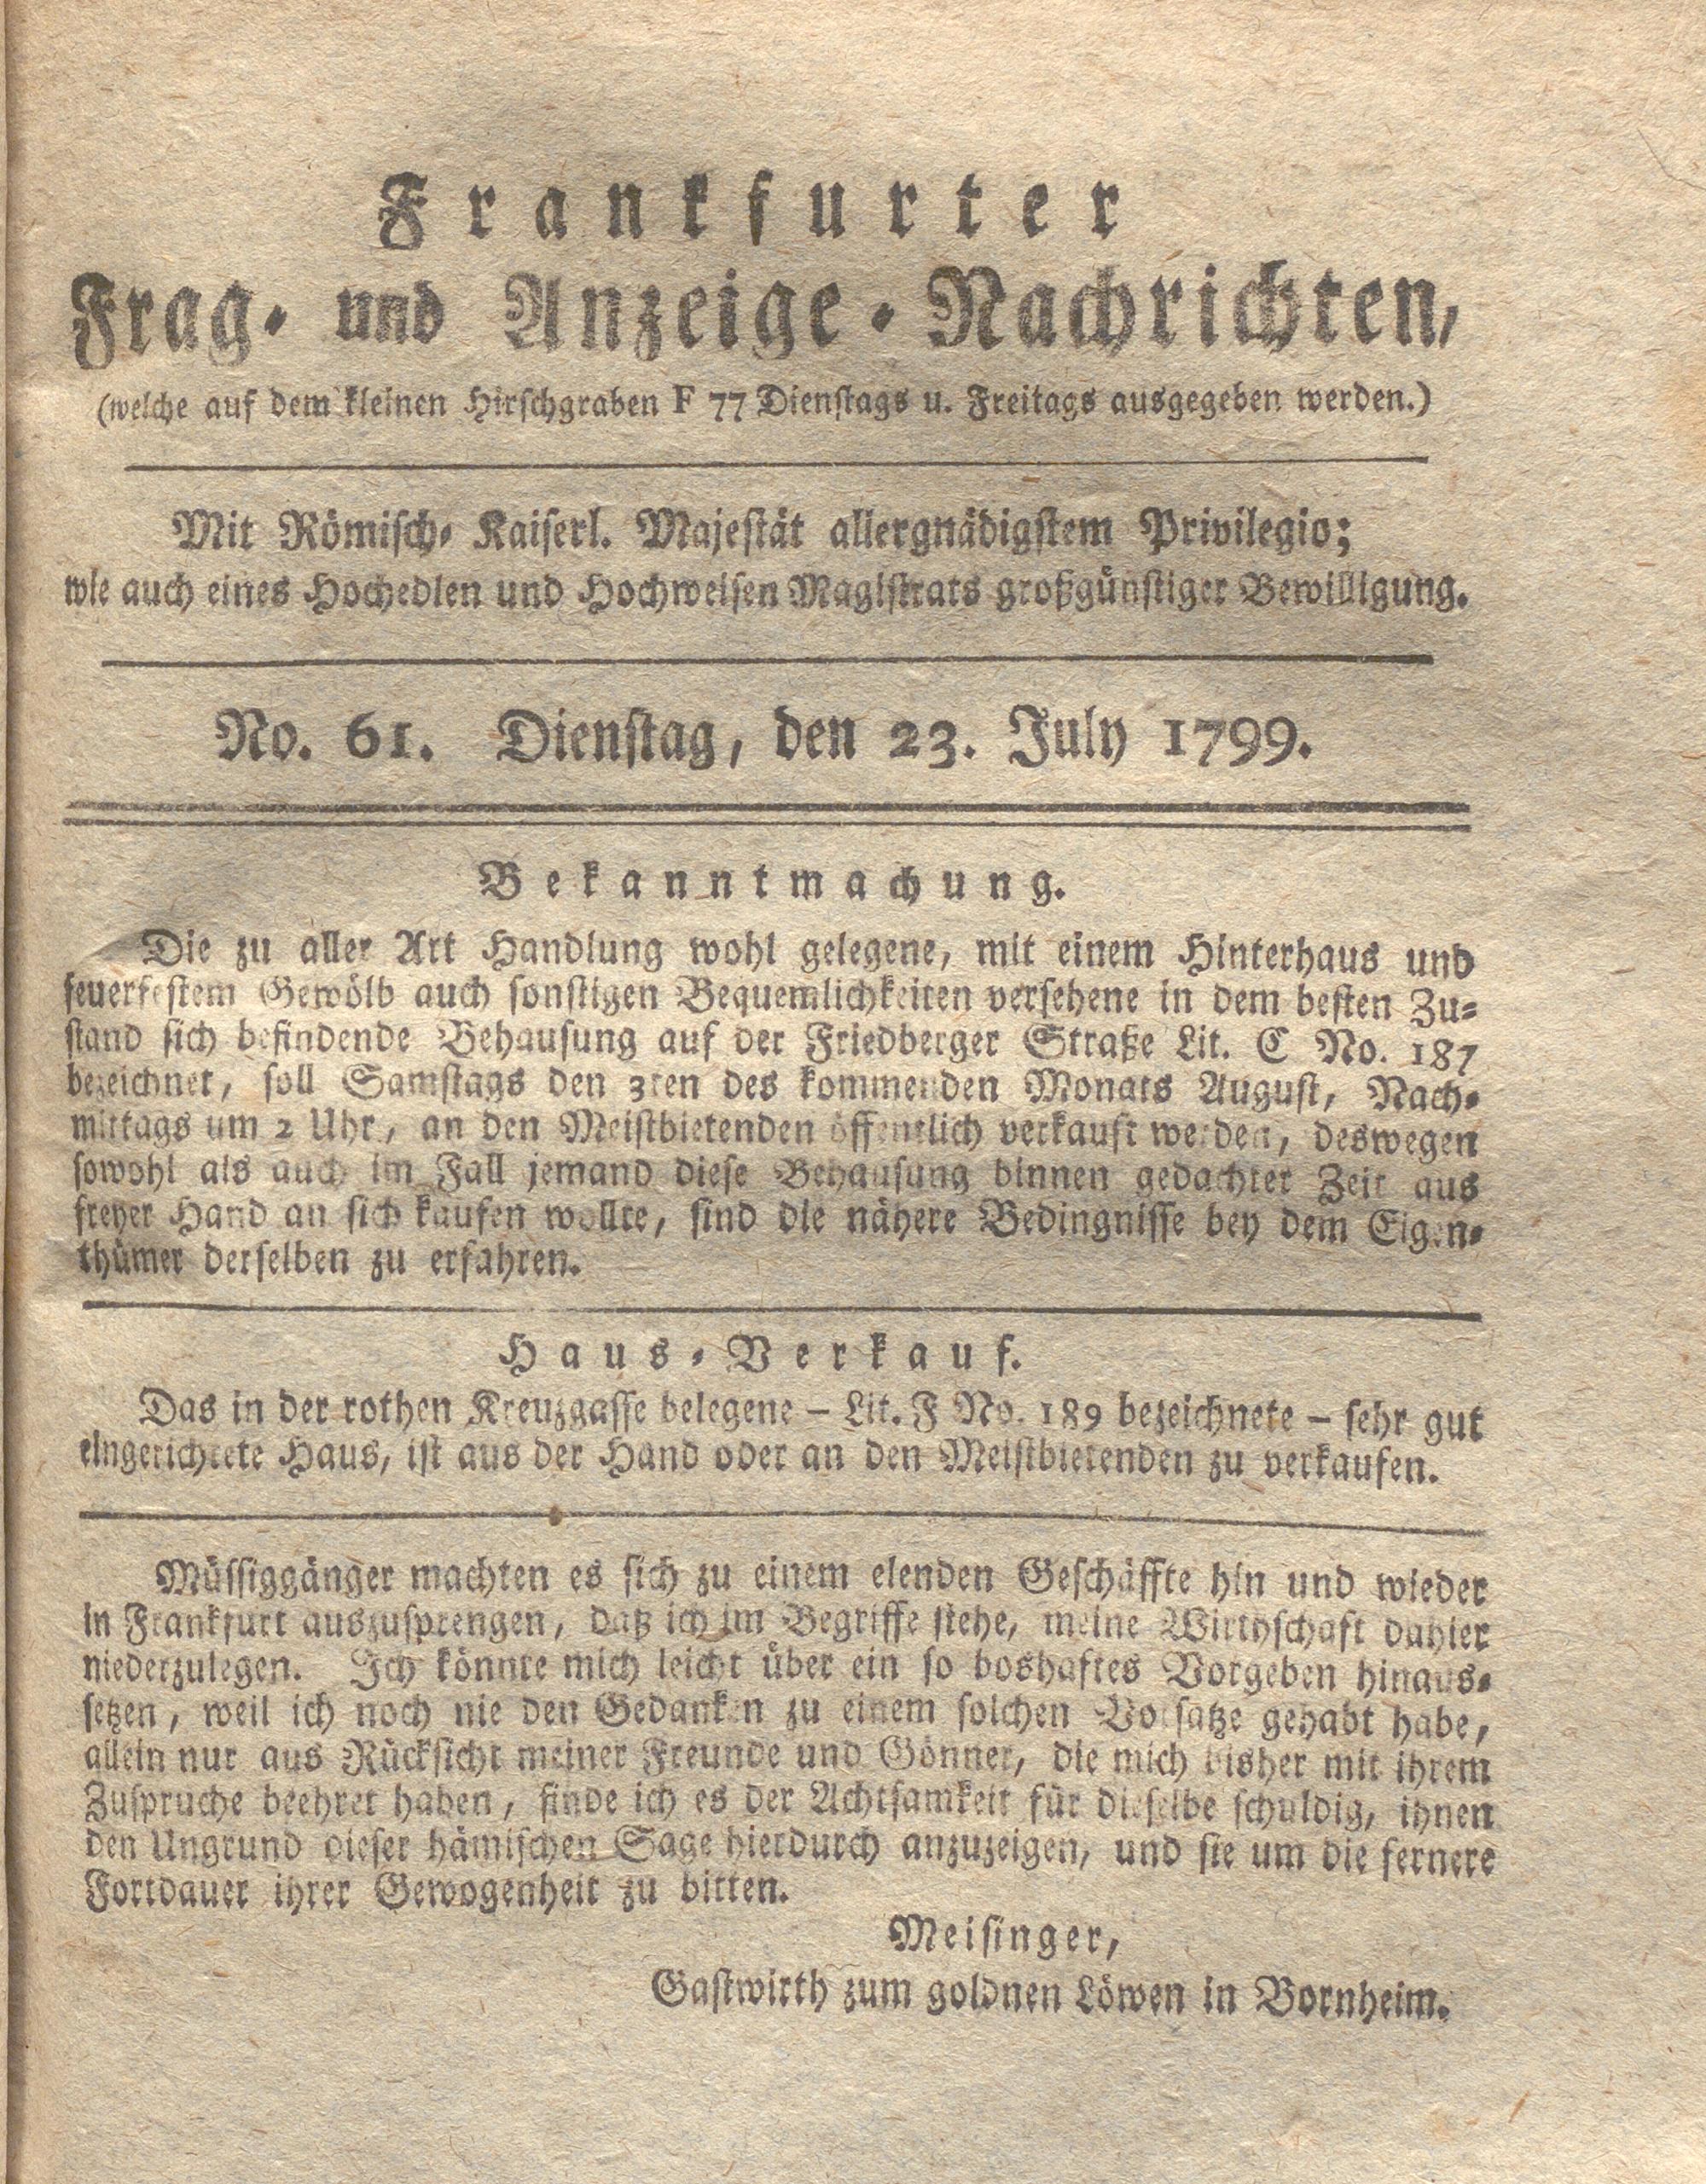 Frankfurter
Frag- und Anzeige-Nachrichten,
(welche auf dem kleinen Hirschgraben F 77 Dienstags u. Freitags ausgegeben werden.)
Mit Römisch- Kaiserl. Majestät allergnädigstem Privilegio;
wie auch eines Hochedlen und Hochweisen Magistrats großgünstiger Bewilligung.
No. 61. Dienstag, den 23. July 1799.
Bekanntmachung.
Die zu aller Art Handlung wohl gelegene, mit einem Hinterhaus und
feuerfestem Gewölb auch sonstigen Bequemlichkeiten versehene in dem besten Zu-
stand sich befindende Behausung auf der Friedberger Straße Lit. C No. 187
bezeichnet, soll Samstags den 3ten des kommenden Monats August, Nach-
mittags um 2 Uhr, an den Meistbietenden öffentlich verkauft werden, deswegen
sowohl als auch im Fall jemand diese Behausung binnen gedachter Zeit aus
freyer Hand an sich kaufen wollte, sind die nähere Bedingnisse bey dem Eigen-
thümer derselben zu erfahren.
Haus-Verkauf.
Das in der rothen Kreuzgasse belegene – Lit. F No. 189 bezeichnete – sehr gut
eingerichtete Haus, ist aus der Hand oder an den Meistbietenden zu verkaufen.
Müssiggänger machten es sich zu einem elenden Geschäffte hin und wieder
in Frankfurt auszusprengen, daß ich im Begriffe stehe, meine Wirthschaft dahier
niederzulegen. Ich könnte mich leicht über ein so boshaftes Vorgeben hinaus-
setzen, weil ich noch nie den Gedanken zu einem solchen Vorsatze gehabt habe,
allein nur aus Rücksicht meiner Freunde und Gönner, die mich bisher mit ihrem
Zuspruche beehret haben, finde ich es der Achtsamkeit für dieselbe schuldig, ihnen
den Ungrund dieser hämischen Sage hierdurch anzuzeigen, und sie um die fernere
Fortdauer ihrer Gewogenheit zu bitten.
Meisinger,
Gastwirth zum goldnen Löwen in Bornheim.